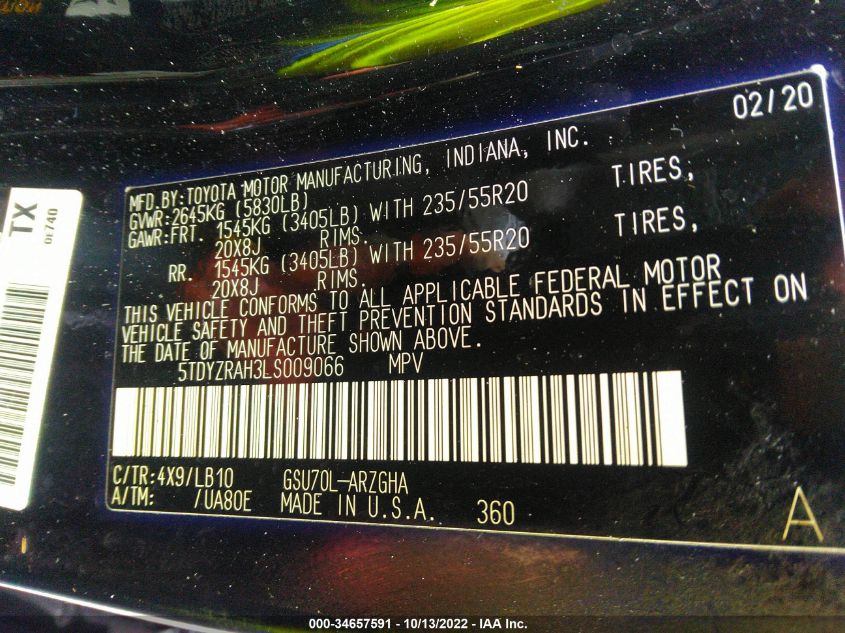 02/20
MFD.BY:TOYOTA MOTOR MANUFACTURING, INDIANA, INC.
GVWR:2645KG (5830LB)
GAWR:FRT. 1545KG (3405LB) WITH 235/55R20 TIRES,
20X8J RIMS.
RR. 1545KG (3405LB) WITH 235/55R20 TIRES,
20X8J RIMS.
THIS VEHICLE CONFORMS TO ALL APPLICABLE FEDERAL MOTOR
VEHICLE SAFETY AND THEFT PREVENTION STANDARDS IN EFFECT ON
THE DATE OF MANUFACTURE SHOWN ABOVE.
5TDYZRAH3LS009066 MPV
C/TR:4X9/LB10 GSU70L-ARZGHA
A/TM: /UA80E MADE IN U.S.A. 360
A
TX
0E740
000-34657591 - 10/13/2022 - IAA Inc.